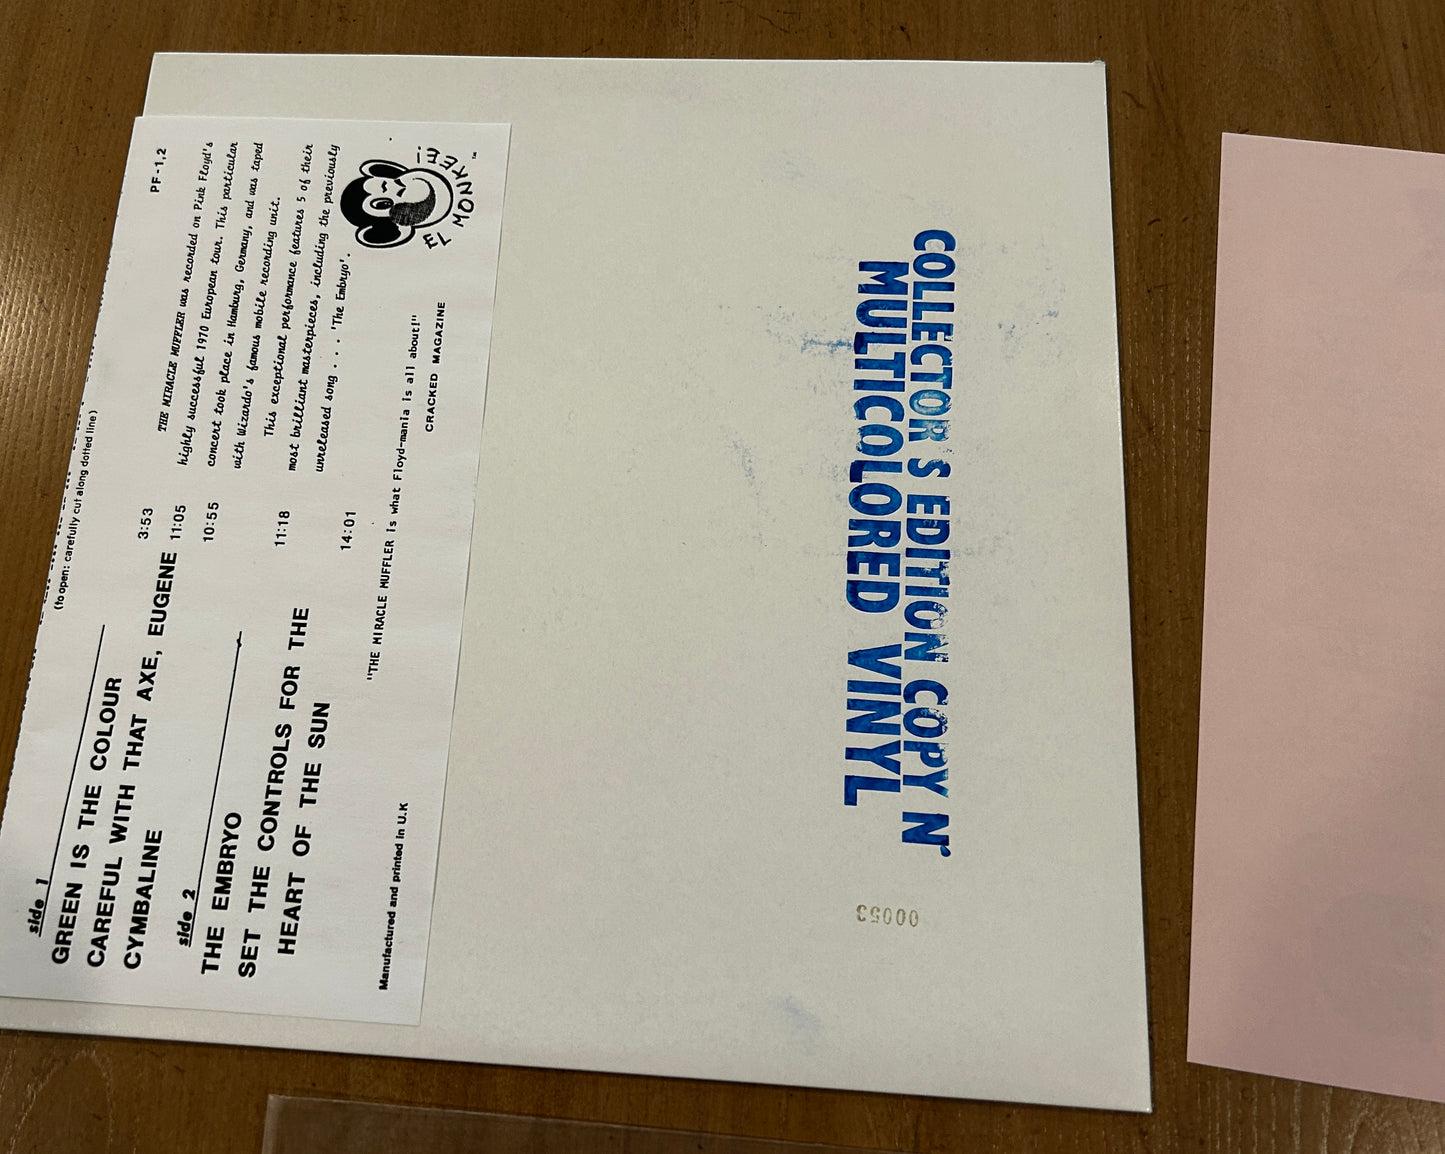 (to open: carefully cut along dotted line)
PF-1,2
side 1
GREEN IS THE COLOUR 3:53
CAREFUL WITH THAT AXE, EUGENE 11:05
CYMBALINE 10:55
side 2
THE EMBRYO 11:18
SET THE CONTROLS FOR THE
HEART OF THE SUN 14:01
THE MIRACLE MUFFLER was recorded on Pink Floyd's
highly successful 1970 European tour. This particular
concert took place in Hamburg, Germany, and was taped
with Wizardo's famous mobile recording unit.
This exceptional performance features 5 of their
most brilliant masterpieces, including the previously
unreleased song . . . 'The Embryo'.
EL MONKEE!!
™
"THE MIRACLE MUFFLER is what Floyd-mania is all about!"
CRACKED MAGAZINE
Manufactured and printed in U.K
COLLECTOR S EDITION COPY N°
MULTICOLORED VINYL
00053